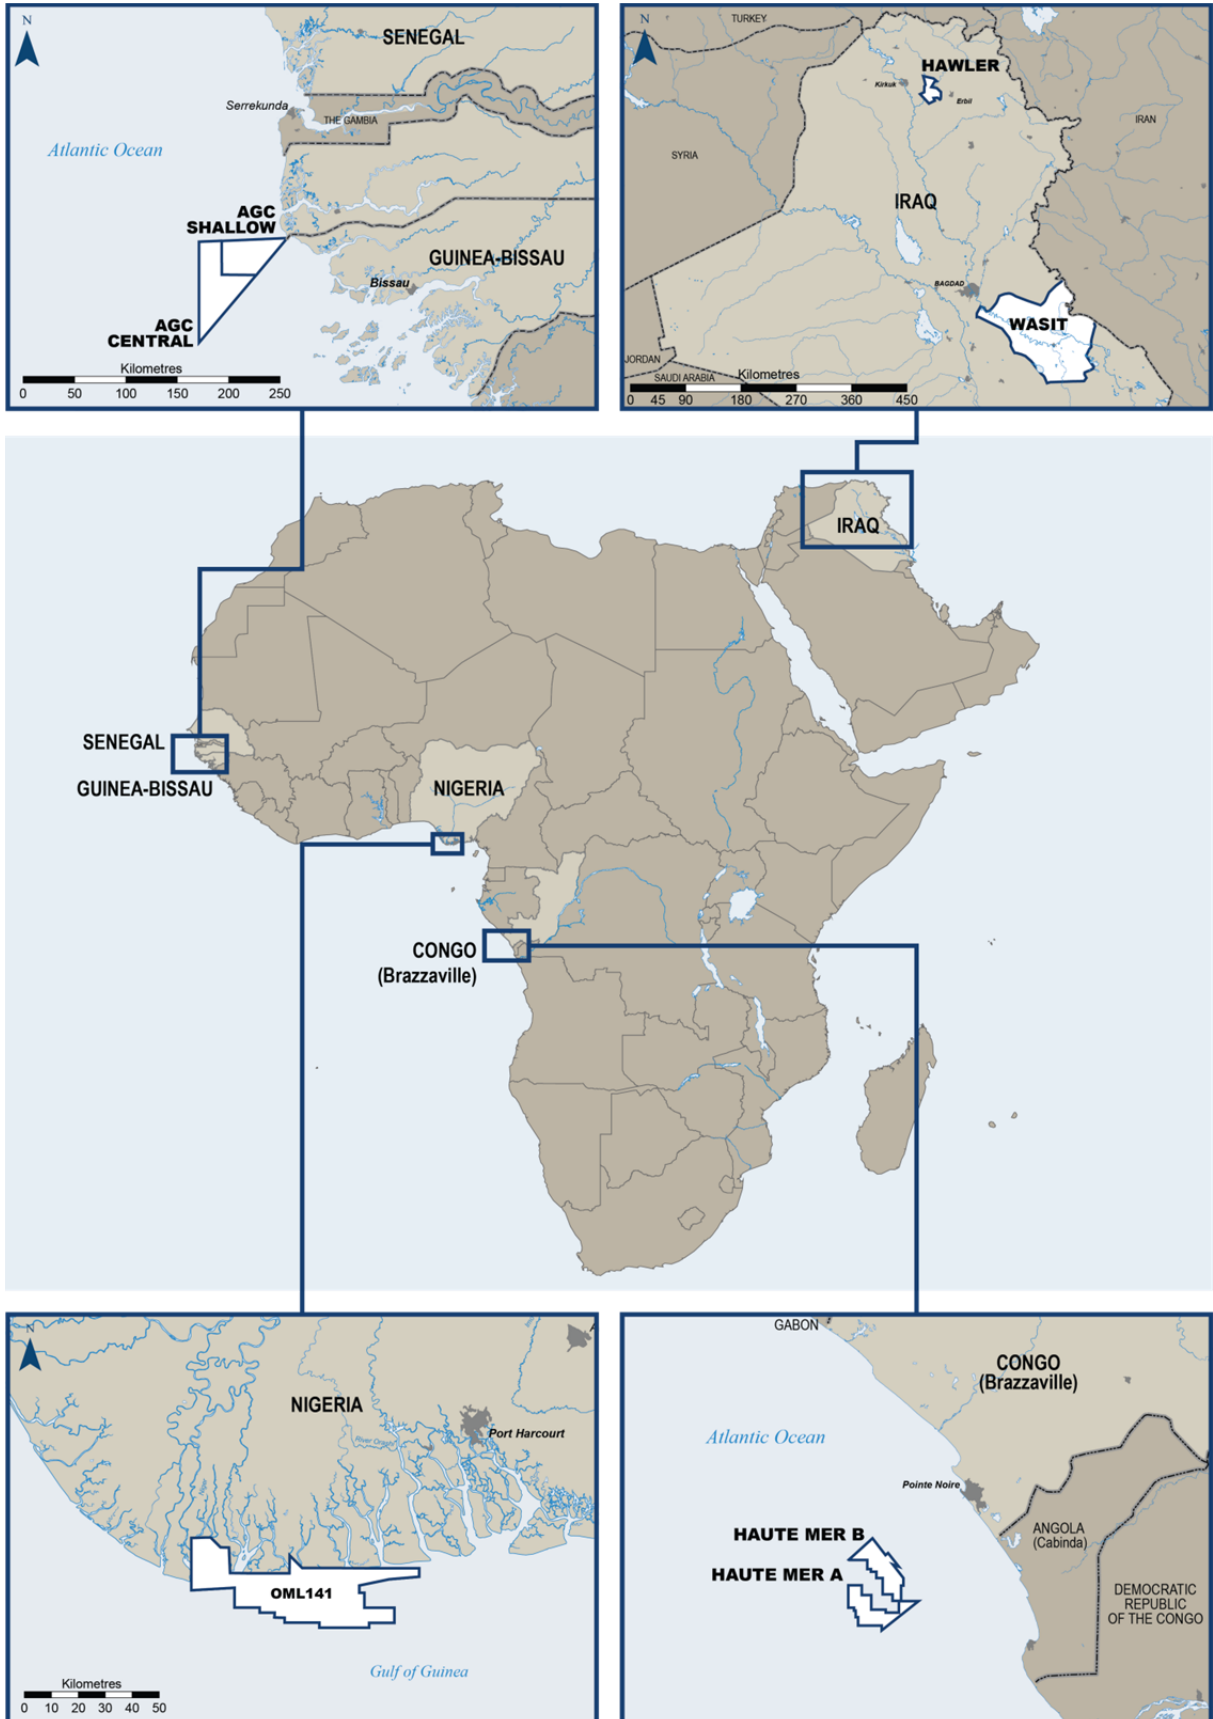 N
SENEGAL
Serrekunda
THE GAMBIA
Atlantic Ocean
AGC
SHALLOW
GUINEA-BISSAU
Bissau
AGC
CENTRAL
Kilometres
0 50 100 150 200 250
N
TURKEY
HAWLER
Kirkuk
Erbil
IRAN
SYRIA
IRAQ
BAGDAD
WASIT
JORDAN
SAUDI ARABIA
Kilometres
0 45 90 180 270 360 450
IRAQ
SENEGAL
GUINEA-BISSAU
NIGERIA
CONGO
(Brazzaville)
N
NIGERIA
Port Harcourt
OML141
Gulf of Guinea
Kilometres
0 10 20 30 40 50
GABON
CONGO
(Brazzaville)
Atlantic Ocean
Pointe Noire
HAUTE MER B
HAUTE MER A
ANGOLA
(Cabinda)
DEMOCRATIC
REPUBLIC
OF THE CONGO